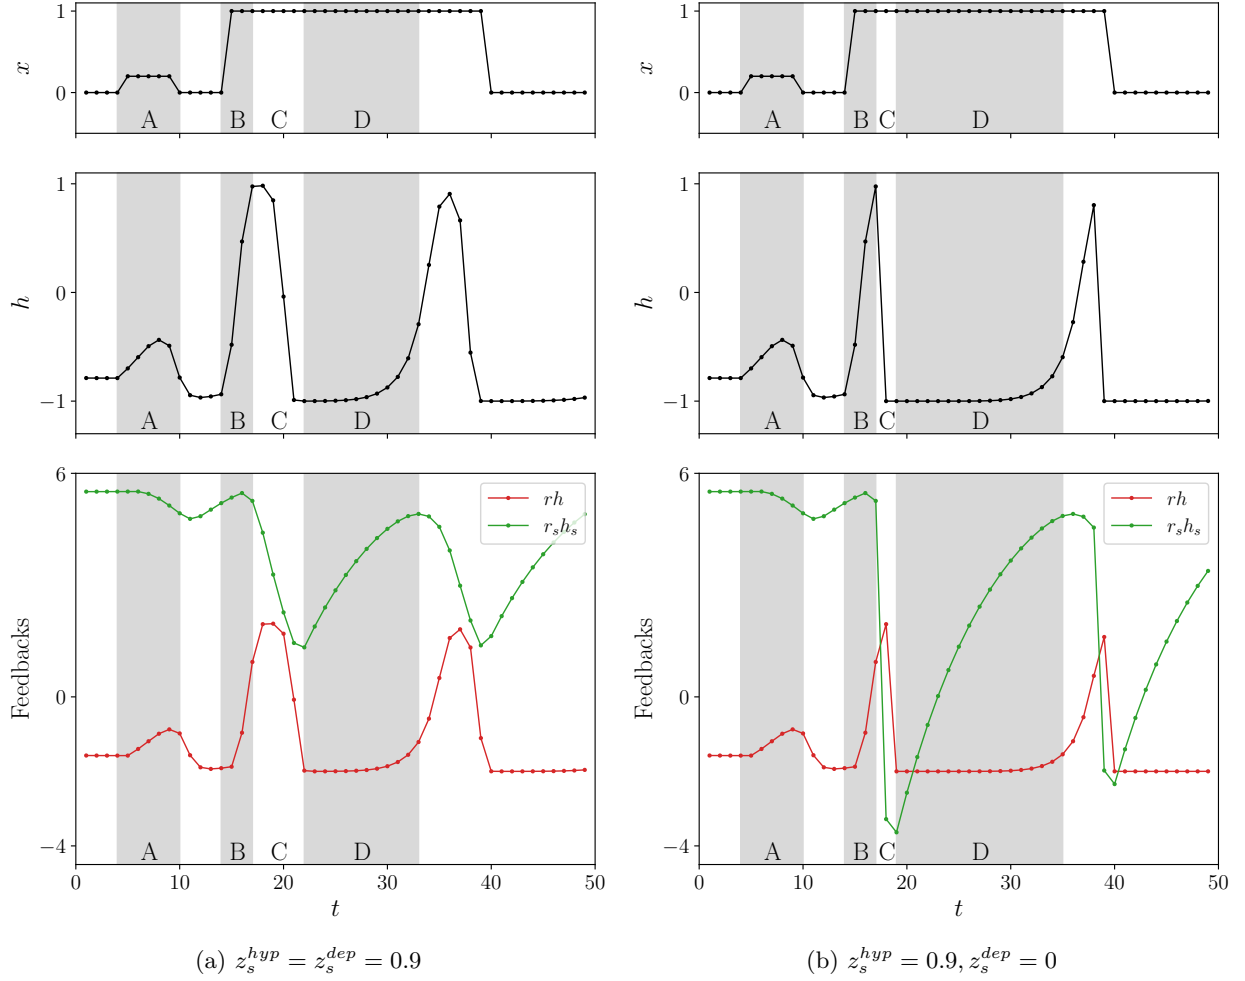 1
0
x
A
B
C
D
1
0
−1
h
A
B
C
D
6
0
−4
Feedbacks
rh
r_s h_s
A
B
C
D
0 10 20 30 40 50
t
(a) z_s^{hyp} = z_s^{dep} = 0.9
1
0
x
A
B
C
D
1
0
−1
h
A
B
C
D
6
0
−4
Feedbacks
rh
r_s h_s
A
B
C
D
0 10 20 30 40 50
t
(b) z_s^{hyp} = 0.9, z_s^{dep} = 0